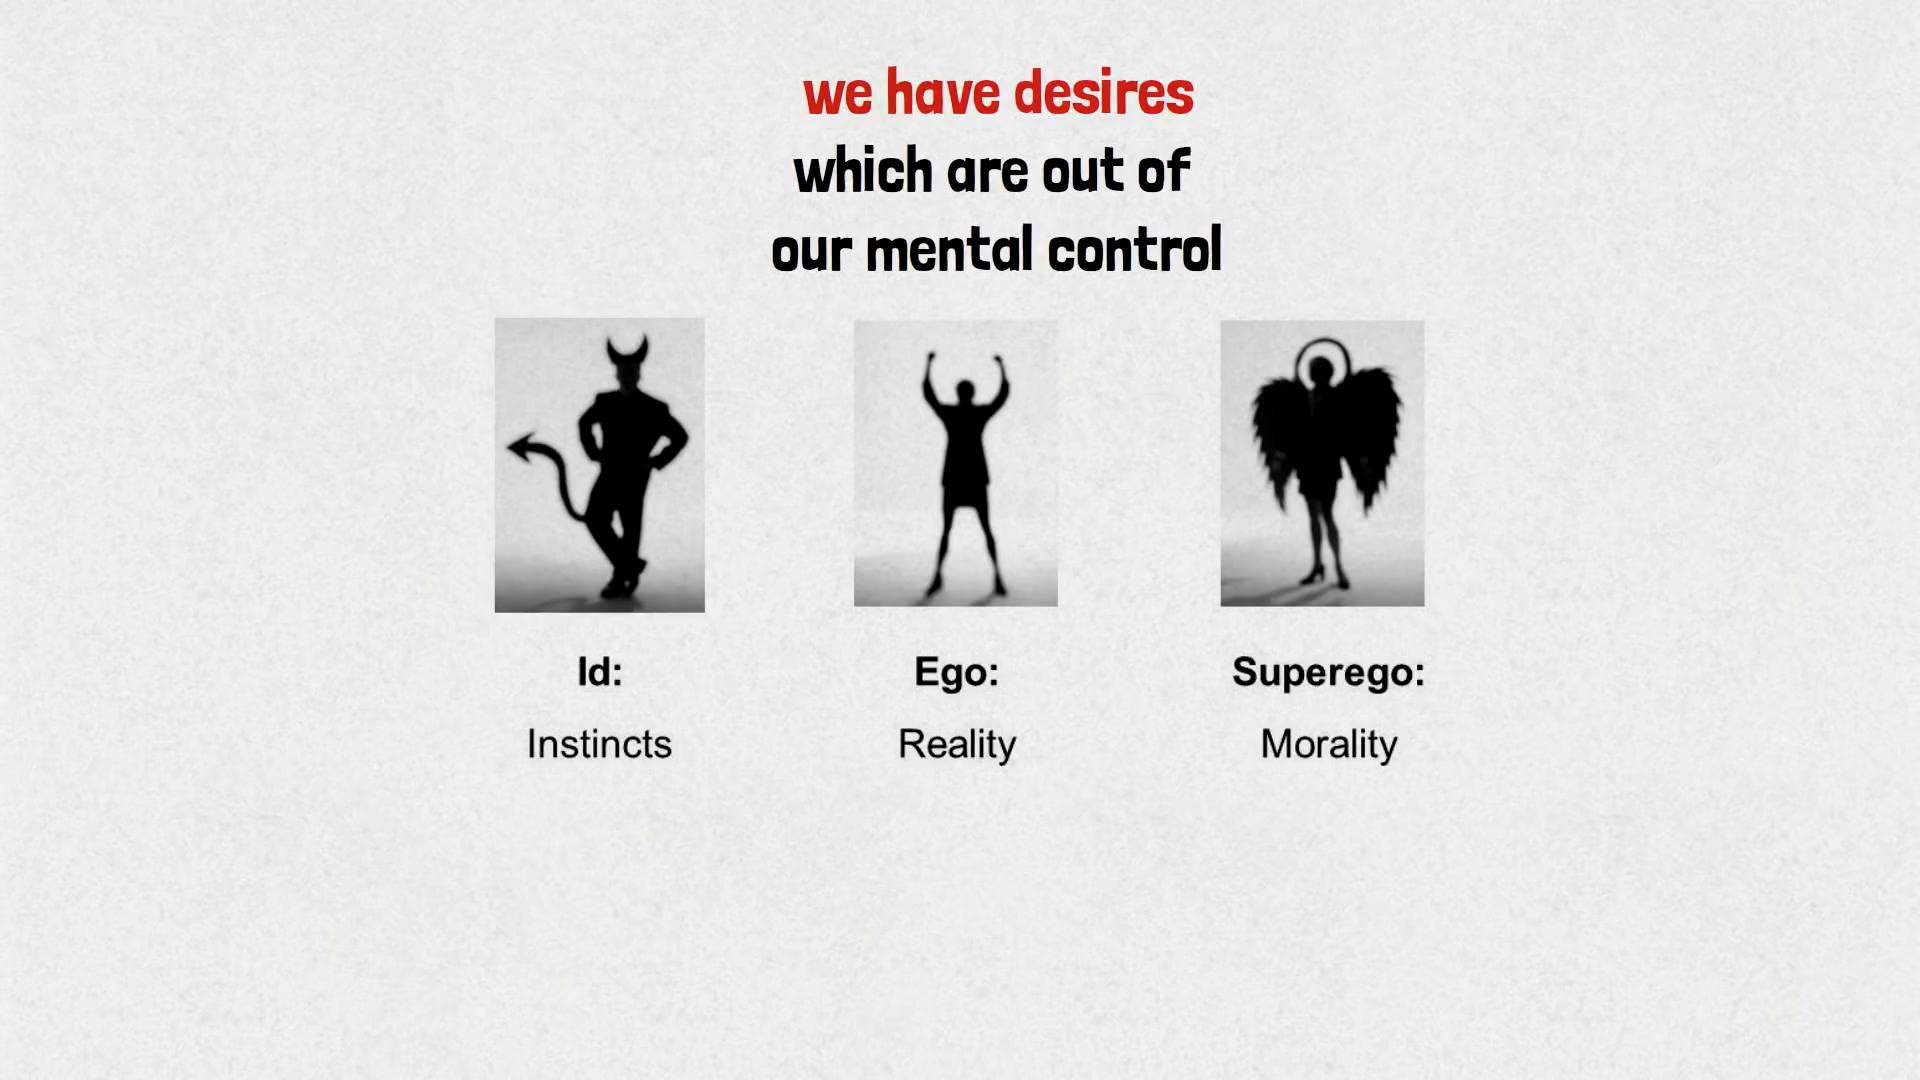 we have desires
which are out of
our mental control
Id:
Instincts
Ego:
Reality
Superego:
Morality